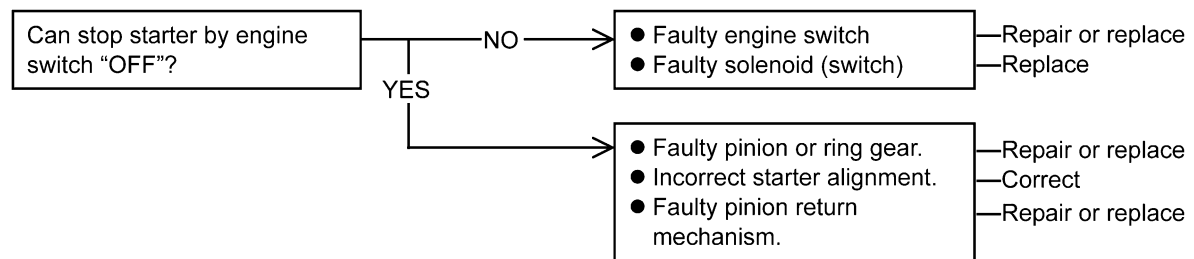 Can stop starter by engine
switch “OFF”?
NO
YES
● Faulty engine switch
● Faulty solenoid (switch)
Repair or replace
Replace
● Faulty pinion or ring gear.
● Incorrect starter alignment.
● Faulty pinion return
mechanism.
Repair or replace
Correct
Repair or replace